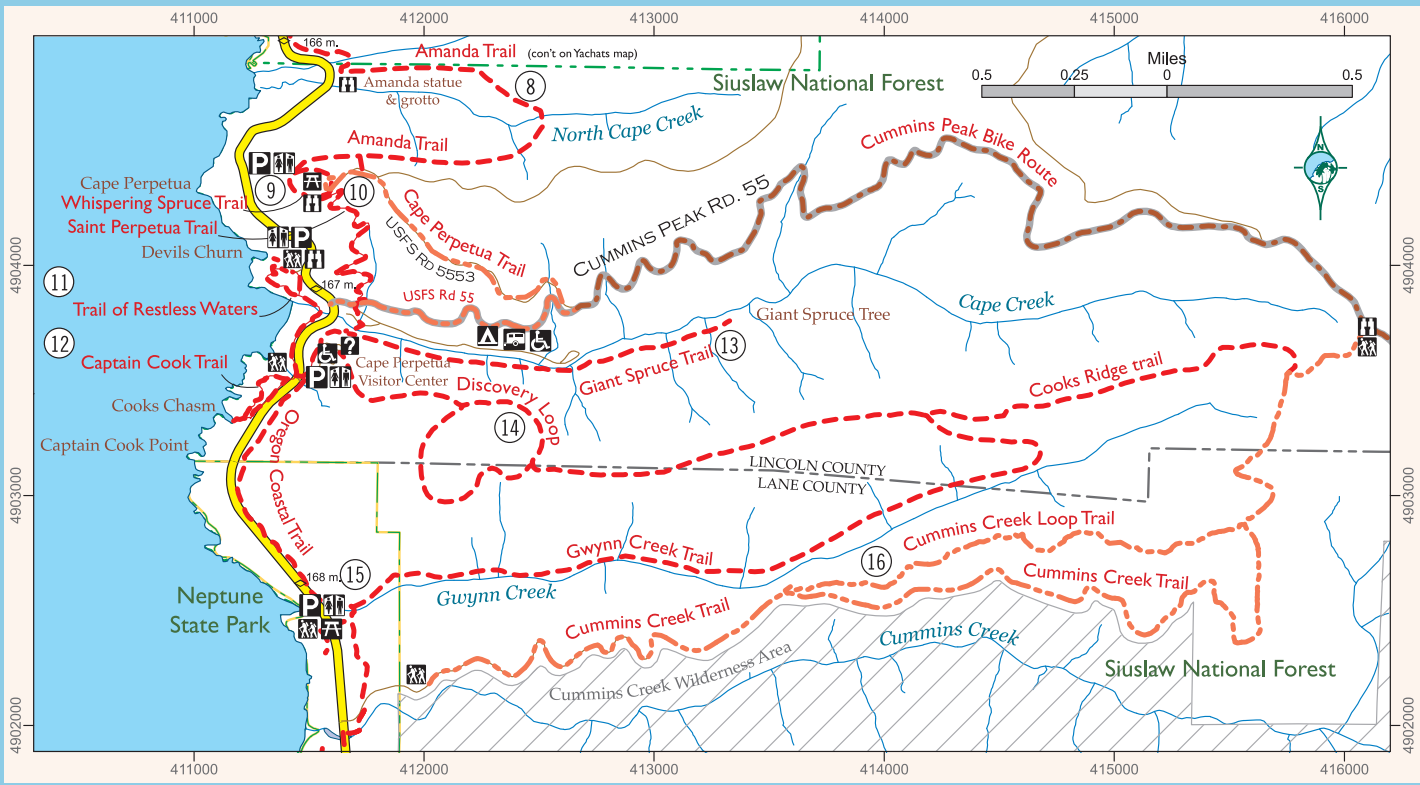 411000
412000
413000
414000
415000
416000
166 m.
Amanda Trail (con't on Yachats map)
Miles
0.5
0.25
0
0.5
Siuslaw National Forest
Amanda statue
& grotto
8
North Cape Creek
Cummins Peak Bike
Route
N
S
Amanda Trail
P
9
10
Cape Perpetua
Whispering Spruce Trail
Saint Perpetua Trail
P
Devils Churn
Cape Perpetua Trail
USFS Rd 5553
CUMMINS PEAK RD. 55
4904000
4904000
11
167 m.
USFS Rd 55
Cape Creek
Trail of Restless Waters
Giant Spruce Tree
12
13
Captain Cook Trail
?
Cape Perpetua
Visitor Center
P
Giant Spruce Trail
Discovery Loop
Cooks Ridge trail
Cooks Chasm
14
Captain Cook Point
Oregon Coastal Trail
LINCOLN COUNTY
LANE COUNTY
4903000
4903000
Cummins Creek Loop Trail
Gwynn Creek Trail
16
15
168 m.
Cummins Creek Trail
Neptune
State Park
P
Gwynn Creek
Cummins Creek Trail
Cummins Creek
Cummins Creek Wilderness Area
Siuslaw National Forest
4902000
4902000
411000
412000
413000
414000
415000
416000